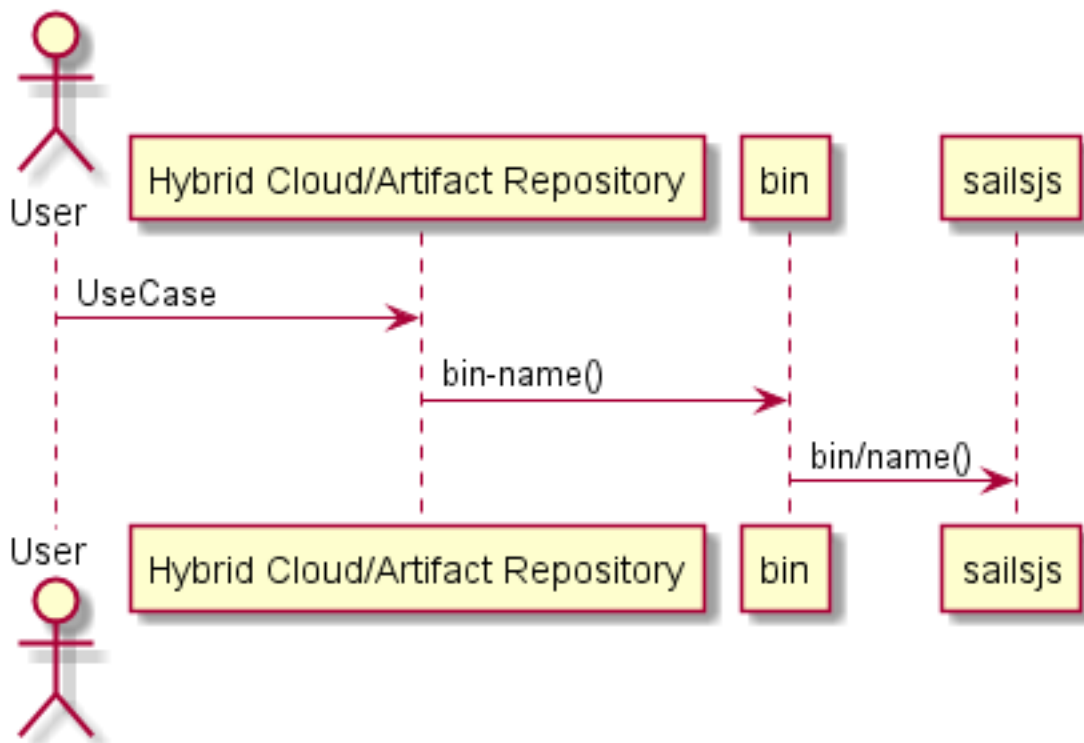 User
Hybrid Cloud/Artifact Repository
bin
sailsjs
UseCase
bin-name()
bin/name()
User
Hybrid Cloud/Artifact Repository
bin
sailsjs